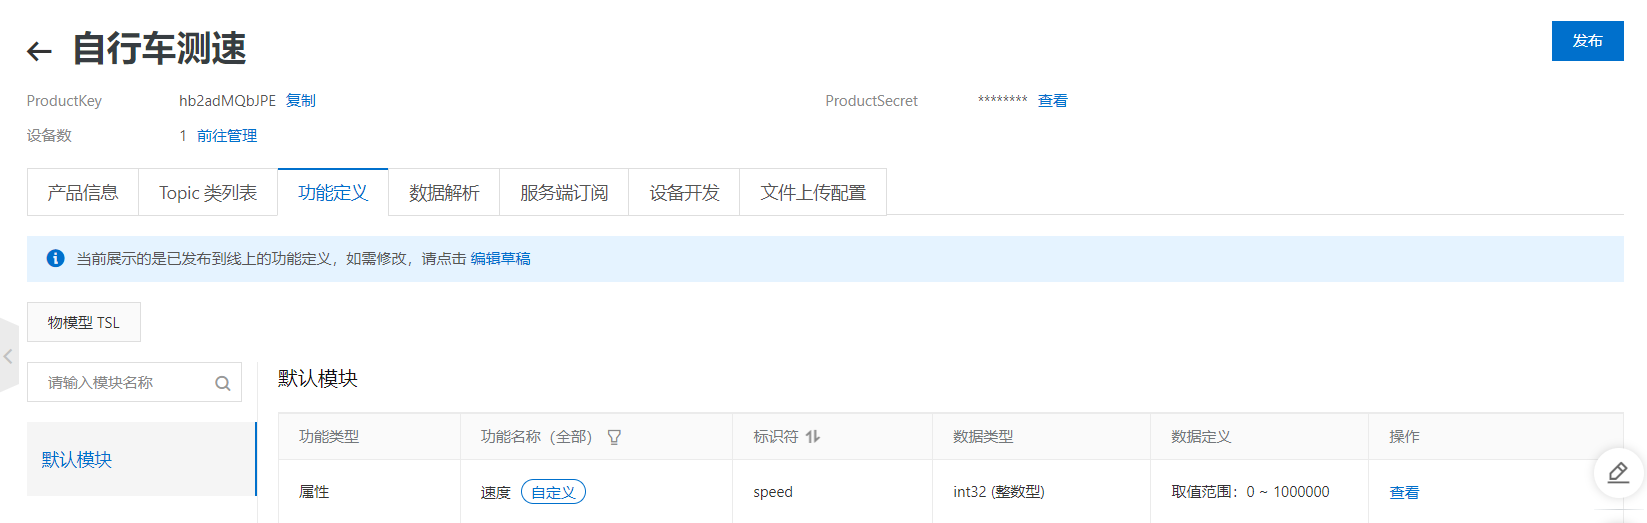 自行车测速
发布
ProductKey hb2adMQbJPE 复制 ProductSecret ******** 查看
设备数 1 前往管理
产品信息 Topic 类列表 功能定义 数据解析 服务端订阅 设备开发 文件上传配置
当前展示的是已发布到线上的功能定义，如需修改，请点击 编辑草稿
物模型 TSL
请输入模块名称
默认模块
默认模块
功能类型 功能名称（全部） 标识符 数据类型 数据定义 操作
属性 速度 自定义 speed int32 (整数型) 取值范围：0 ~ 1000000 查看